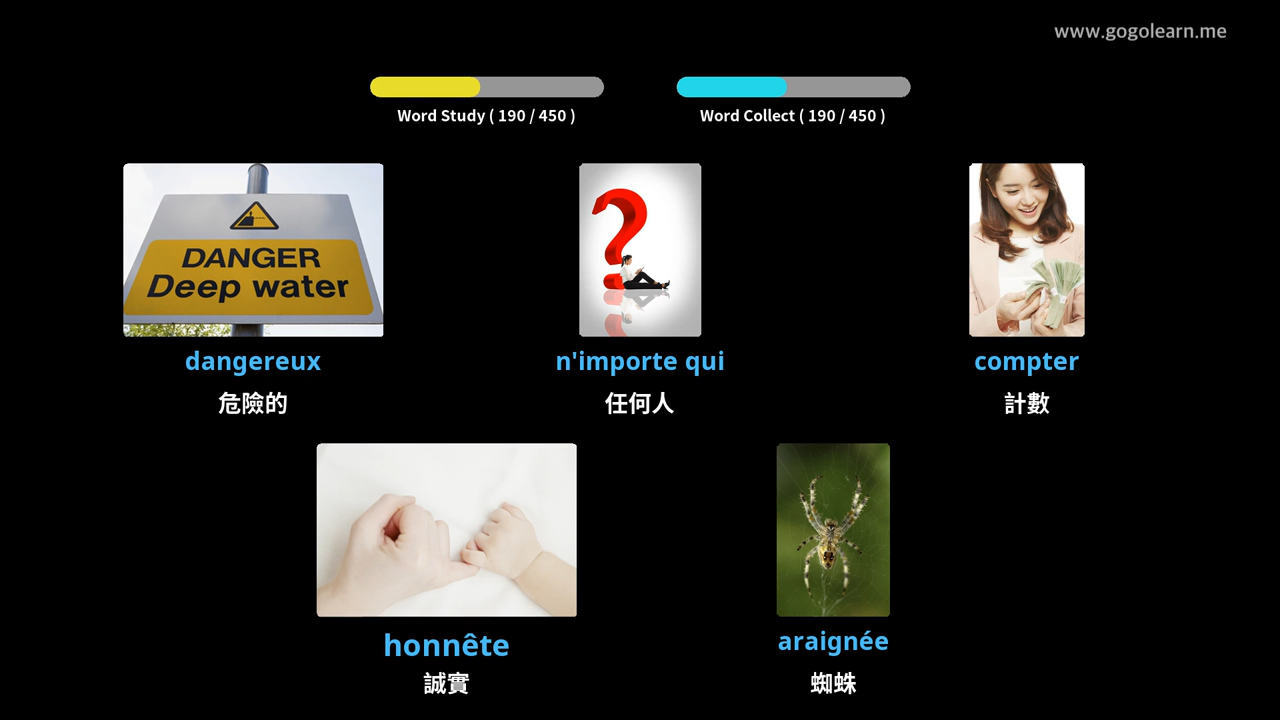 www.gogolearn.me
Word Study ( 190 / 450 )
Word Collect ( 190 / 450 )
DANGER
Deep water
dangereux
n'importe qui
compter
危險的
任何人
計數
honnête
araignée
誠實
蜘蛛